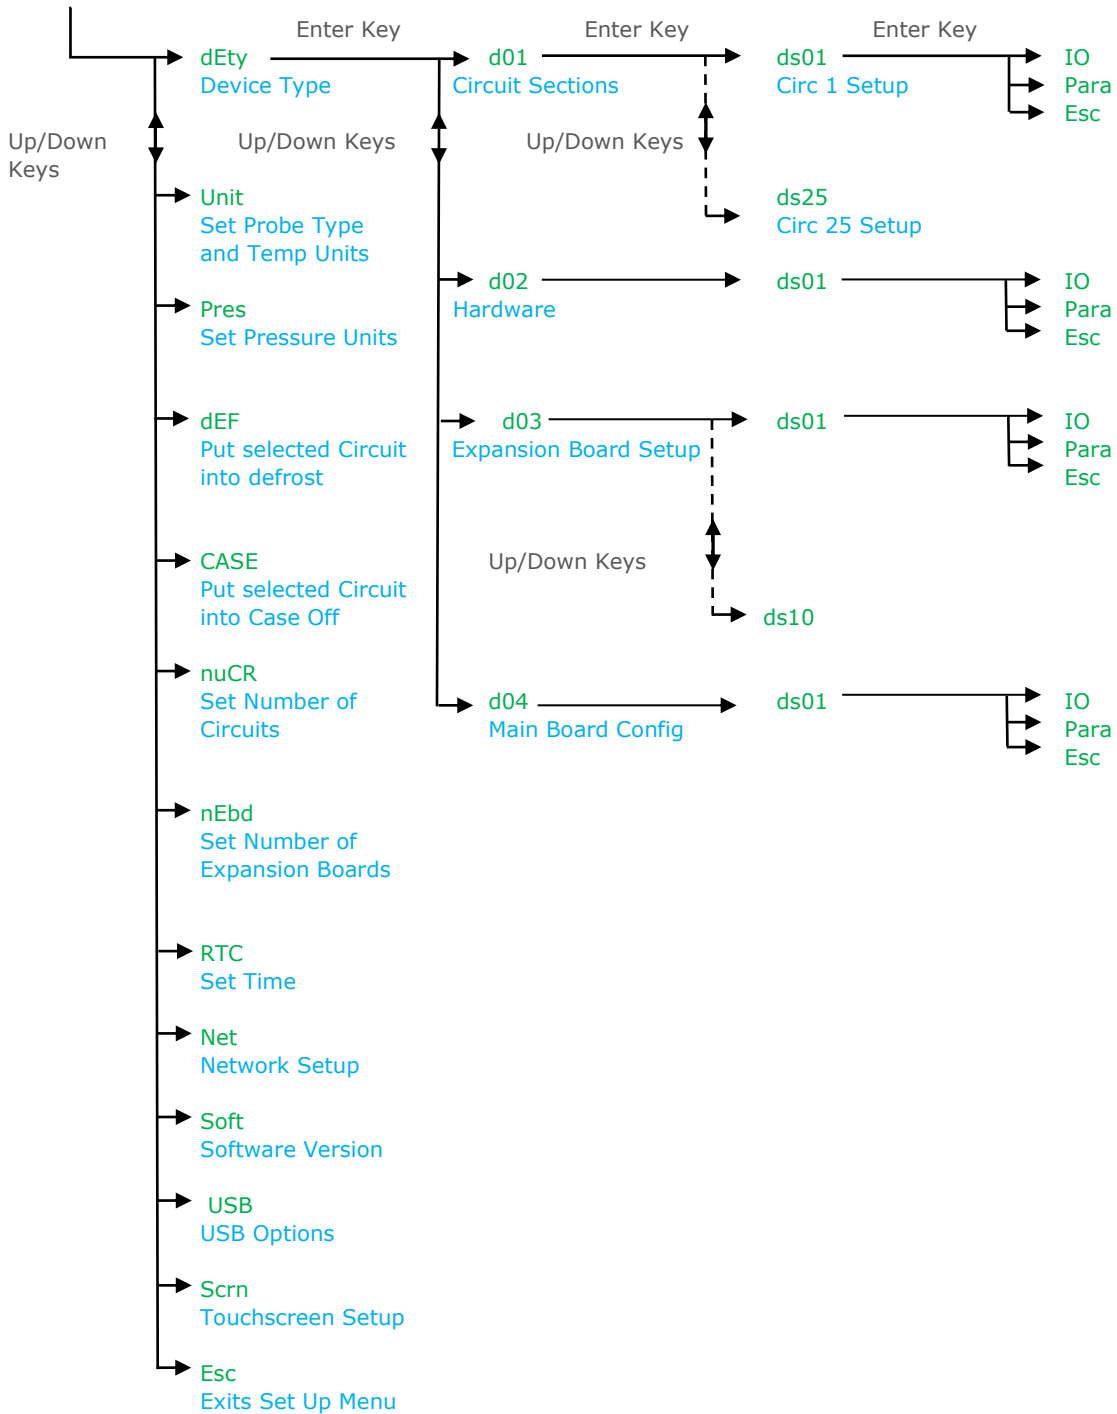 Enter Key
Enter Key
Enter Key
dEty
d01
ds01
IO
Device Type
Circuit Sections
Circ 1 Setup
Para
Esc
Up/Down
Keys
Up/Down Keys
Up/Down Keys
Unit
ds25
Set Probe Type
Circ 25 Setup
and Temp Units
d02
ds01
IO
Pres
Hardware
Para
Set Pressure Units
Esc
dEF
d03
ds01
IO
Put selected Circuit
Expansion Board Setup
Para
into defrost
Esc
CASE
Up/Down Keys
Put selected Circuit
into Case Off
ds10
nuCR
Set Number of
d04
ds01
IO
Circuits
Main Board Config
Para
Esc
nEbd
Set Number of
Expansion Boards
RTC
Set Time
Net
Network Setup
Soft
Software Version
USB
USB Options
Scrn
Touchscreen Setup
Esc
Exits Set Up Menu